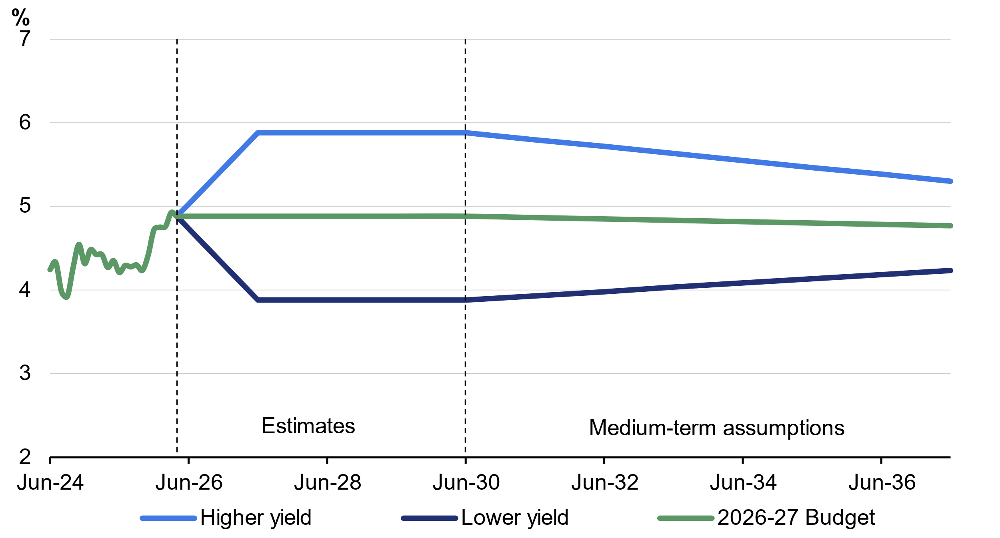 %
7
6
5
4
3
2
Estimates
Medium-term assumptions
Jun-24 Jun-26 Jun-28 Jun-30 Jun-32 Jun-34 Jun-36
Higher yield Lower yield 2026-27 Budget